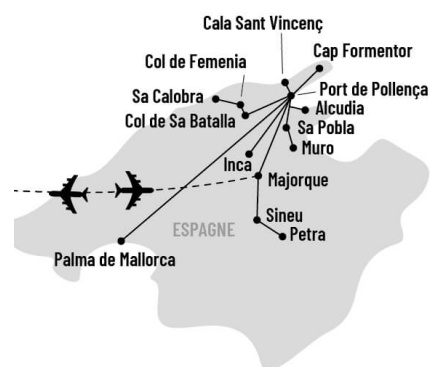 Cala Sant Vincenç
Cap Formentor
Col de Femenia
Port de Pollença
Sa Calobra
Alcudia
Col de Sa Batalla
Sa Pobla
Muro
Inca
Majorque
Sineu
ESPAGNE
Petra
Palma de Mallorca